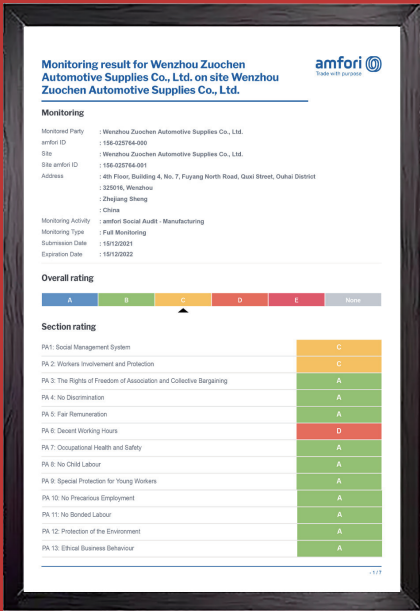 Monitoring result for Wenzhou Zuochen
Automotive Supplies Co., Ltd. on site Wenzhou
Zuochen Automotive Supplies Co., Ltd.
amfori
Trade with purpose
Monitoring
Monitored Party : Wenzhou Zuochen Automotive Supplies Co., Ltd.
amfori ID : 156-025764-000
Site : Wenzhou Zuochen Automotive Supplies Co., Ltd.
Site amfori ID : 156-025764-001
Address : 4th Floor, Building 4, No. 7, Fuyang North Road, Quxi Street, Ouhai District
: 325016, Wenzhou
: Zhejiang Sheng
: China
Monitoring Activity : amfori Social Audit - Manufacturing
Monitoring Type : Full Monitoring
Submission Date : 15/12/2021
Expiration Date : 15/12/2022
Overall rating
A B C D E None
Section rating
PA1: Social Management System C
PA 2: Workers Involvement and Protection C
PA 3: The Rights of Freedom of Association and Collective Bargaining A
PA 4: No Discrimination A
PA 5: Fair Remuneration A
PA 6: Decent Working Hours D
PA 7: Occupational Health and Safety A
PA 8: No Child Labour A
PA 9: Special Protection for Young Workers A
PA 10: No Precarious Employment A
PA 11: No Bonded Labour A
PA 12: Protection of the Environment A
PA 13: Ethical Business Behaviour A
- 1 / 7